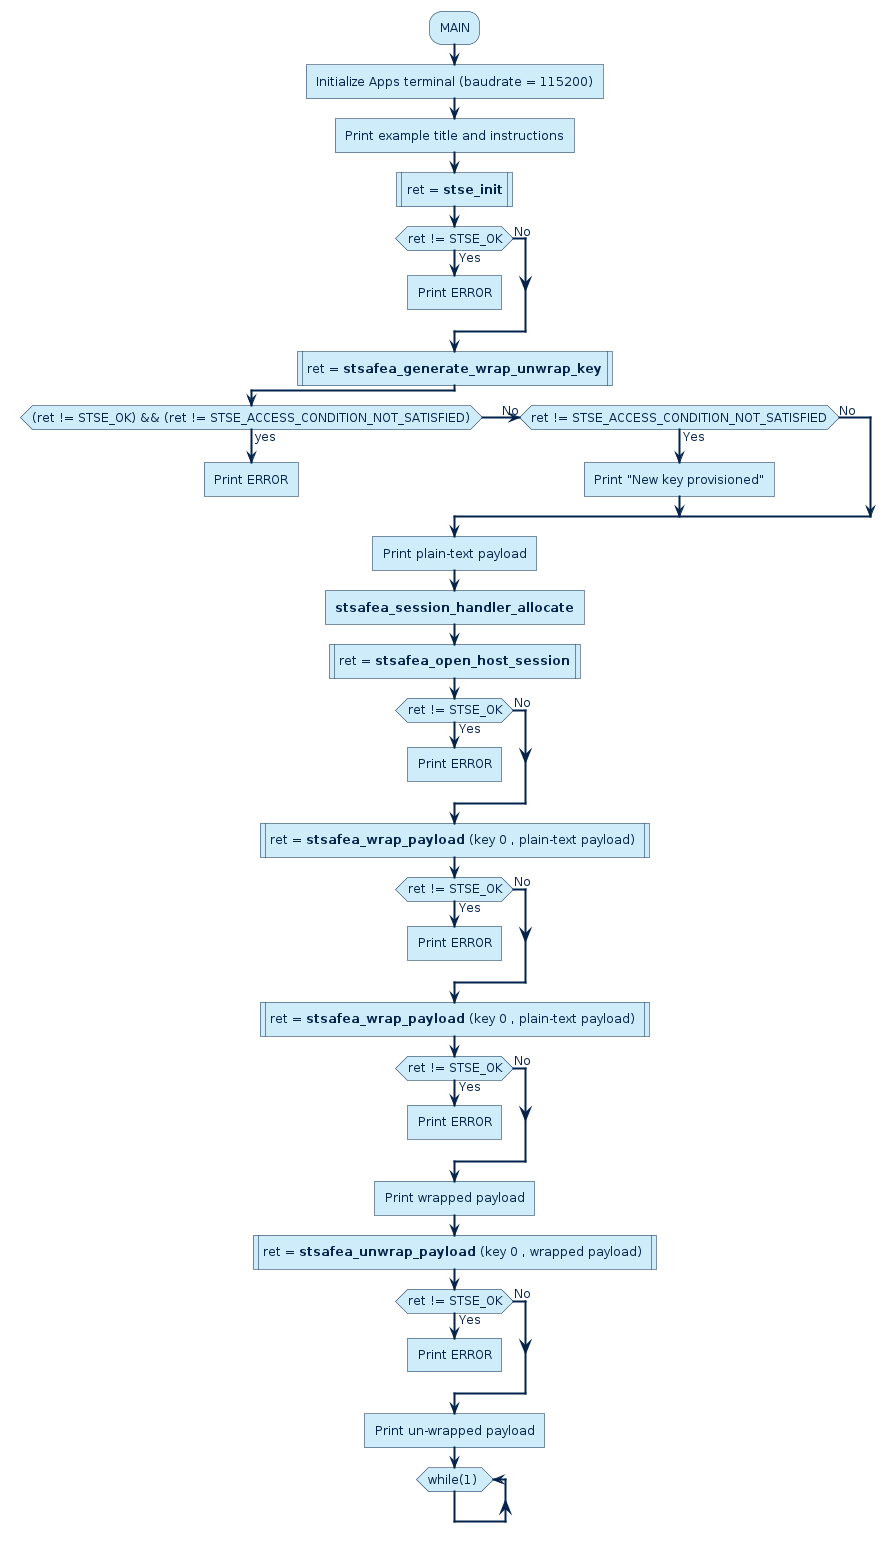 MAIN
Initialize Apps terminal (baudrate = 115200)
Print example title and instructions
ret = stse_init
ret != STSE_OK
No
Yes
Print ERROR
ret = stsafea_generate_wrap_unwrap_key
(ret != STSE_OK) && (ret != STSE_ACCESS_CONDITION_NOT_SATISFIED)
No
ret != STSE_ACCESS_CONDITION_NOT_SATISFIED
No
yes
Yes
Print ERROR
Print "New key provisioned"
Print plain-text payload
stsafea_session_handler_allocate
ret = stsafea_open_host_session
ret != STSE_OK
No
Yes
Print ERROR
ret = stsafea_wrap_payload (key 0 , plain-text payload)
ret != STSE_OK
No
Yes
Print ERROR
ret = stsafea_wrap_payload (key 0 , plain-text payload)
ret != STSE_OK
No
Yes
Print ERROR
Print wrapped payload
ret = stsafea_unwrap_payload (key 0 , wrapped payload)
ret != STSE_OK
No
Yes
Print ERROR
Print un-wrapped payload
while(1)